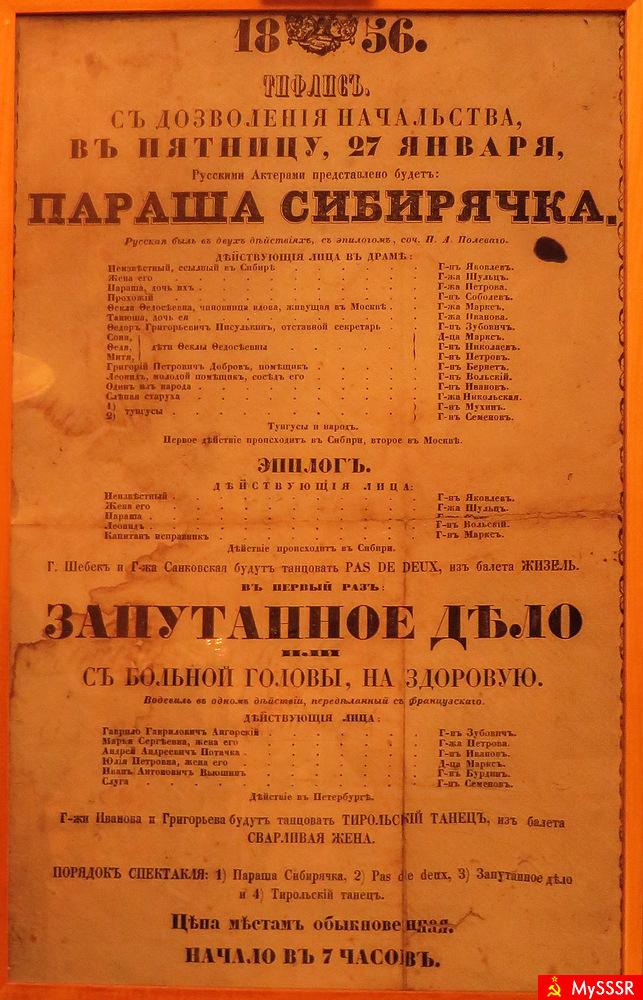 1856.
ТИФЛИСЪ.
СЪ ДОЗВОЛЕНІЯ НАЧАЛЬСТВА,
ВЪ ПЯТНИЦУ, 27 ЯНВАРЯ,
Русскими Актерами представлено будетъ:
ПАРАША СИБИРЯЧКА.
Русская быль въ двухъ дѣйствіяхъ, съ эпилогомъ, соч. Н. А. Полеваго.
ДѢЙСТВУЮЩІЯ ЛИЦА ВЪ ДРАМѢ:
Неизвѣстный, ссыльный въ Сибирѣ . . . Г-нъ Яковлевъ.
Жена его . . . Г-жа Шульцъ.
Параша, дочь ихъ . . . Г-жа Петрова.
Прохожій . . . Г-нъ Соболевъ.
Ѳекла Ѳедосѣевна, чиновница вдова, живущая въ Москвѣ . . Г-жа Марксъ.
Танюша, дочь ея . . . Г-жа Иванова.
Ѳедоръ Григорьевичъ Писулькинъ, отставной секретарь . . Г-нъ Зубовичъ.
Соня, Д-ца Марксъ.
Ѳедя, дѣти Ѳеклы Ѳедосѣевны . . . Г-нъ Николаевъ.
Митя, Г-нъ Петровъ.
Григорій Петровичъ Добровъ, помѣщикъ . . . Г-нъ Бернетъ.
Леонидъ, молодой помѣщикъ, сосѣдъ его . . . Г-нъ Вольскій.
Одинъ изъ народа . . . Г-нъ Ивановъ.
Слѣпая старуха . . . Г-жа Никольская.
1) Г-нъ Мухинъ.
2) тунгусы . . . Г-нъ Семеновъ.
Тунгусы и народъ.
Первое дѣйствіе происходитъ въ Сибири, второе въ Москвѣ.
ЭПИЛОГЪ.
ДѢЙСТВУЮЩІЯ ЛИЦА:
Неизвѣстный . . . Г-нъ Яковлевъ.
Жена его . . . Г-жа Шульцъ.
Параша . . .
Леонидъ . . . Г-нъ Вольскій.
Капитанъ исправникъ . . . Г-нъ Марксъ.
Дѣйствіе происходитъ въ Сибири.
Г. Шебекъ и Г-жа Санковская будутъ танцовать PAS DE DEUX, изъ балета ЖИЗЕЛЬ.
ВЪ ПЕРВЫЙ РАЗЪ:
ЗАПУТАННОЕ ДѢЛО
ИЛИ
СЪ БОЛЬНОЙ ГОЛОВЫ, НА ЗДОРОВУЮ.
Водевиль въ одномъ дѣйствіи, передѣланный съ французскаго.
ДѢЙСТВУЮЩІЯ ЛИЦА:
Гаврило Гавриловичъ Ангорскій . . . Г-нъ Зубовичъ.
Марья Сергѣевна, жена его . . . Г-жа Петрова.
Андрей Андреевичъ Потачка . . . Г-нъ Ивановъ.
Юлія Петровна, жена его . . . Д-ца Марксъ.
Иванъ Антоновичъ Вьюшинъ . . . Г-нъ Бурдинъ.
Слуга . . . Г-нъ Семеновъ.
Дѣйствіе въ Петербургѣ.
Г-жи Иванова и Григорьева будутъ танцовать ТИРОЛЬСКІЙ ТАНЕЦЪ, изъ балета
СВАРЛИВАЯ ЖЕНА.
ПОРЯДОКЪ СПЕКТАКЛЯ: 1) Параша Сибирячка, 2) Pas de deux, 3) Запутанное дѣло
и 4) Тирольскій танецъ.
Цѣна мѣстамъ обыкновенная.
НАЧАЛО ВЪ 7 ЧАСОВЪ.
MySSSR